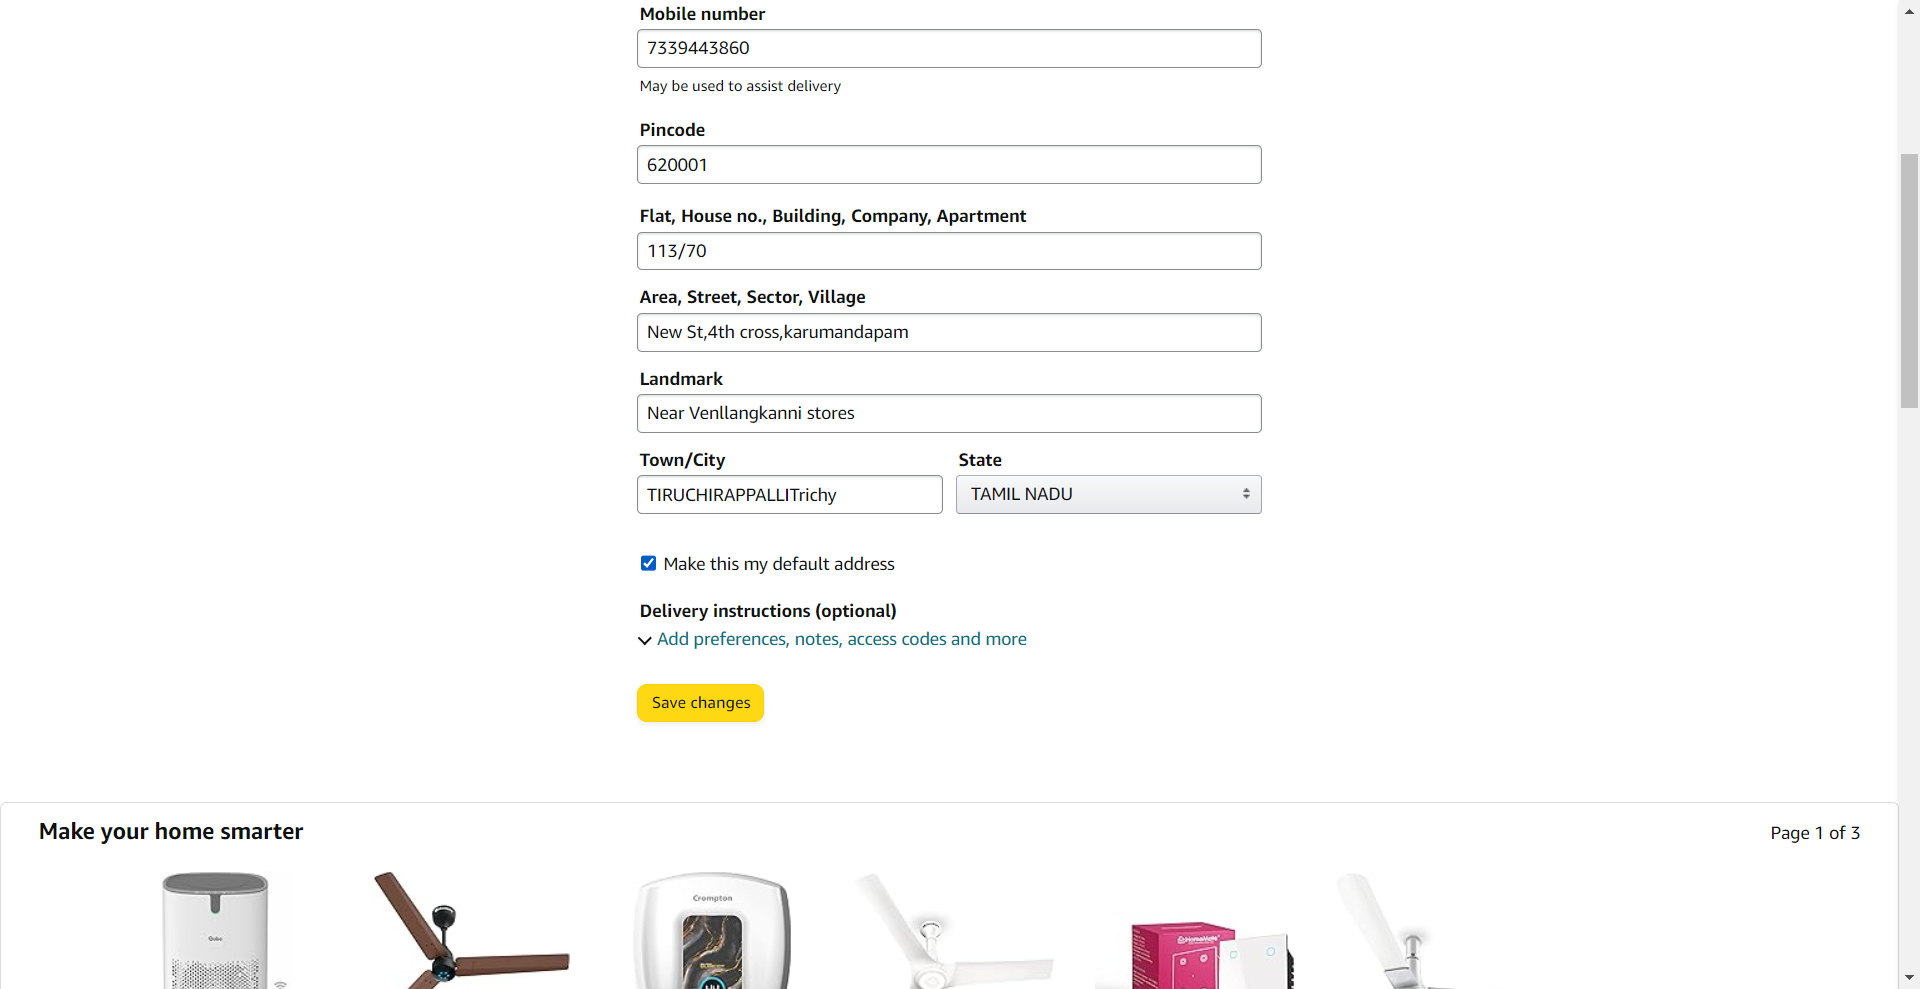 Mobile number
7339443860
May be used to assist delivery
Pincode
620001
Flat, House no., Building, Company, Apartment
113/70
Area, Street, Sector, Village
New St,4th cross,karumandapam
Landmark
Near Venllangkanni stores
Town/City State
TIRUCHIRAPPALLITrichy TAMIL NADU
Make this my default address
Delivery instructions (optional)
Add preferences, notes, access codes and more
Save changes
Make your home smarter Page 1 of 3
Crompton
Qubo
HomeMate